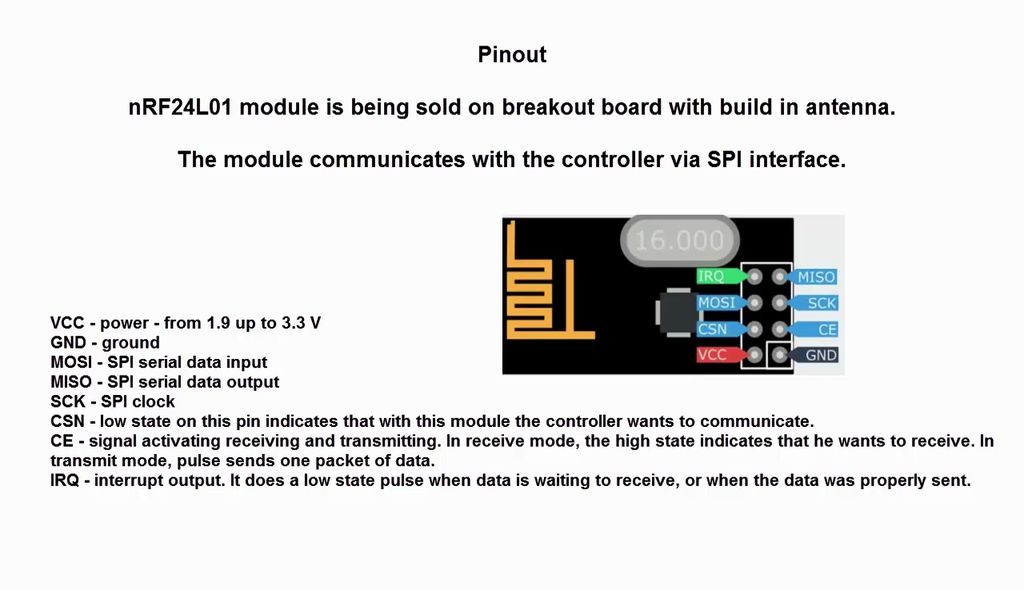 Pinout
nRF24L01 module is being sold on breakout board with build in antenna.
The module communicates with the controller via SPI interface.
16.000
IRQ MISO
MOSI SCK
CSN CE
VCC GND
VCC - power - from 1.9 up to 3.3 V
GND - ground
MOSI - SPI serial data input
MISO - SPI serial data output
SCK - SPI clock
CSN - low state on this pin indicates that with this module the controller wants to communicate.
CE - signal activating receiving and transmitting. In receive mode, the high state indicates that he wants to receive. In
transmit mode, pulse sends one packet of data.
IRQ - interrupt output. It does a low state pulse when data is waiting to receive, or when the data was properly sent.